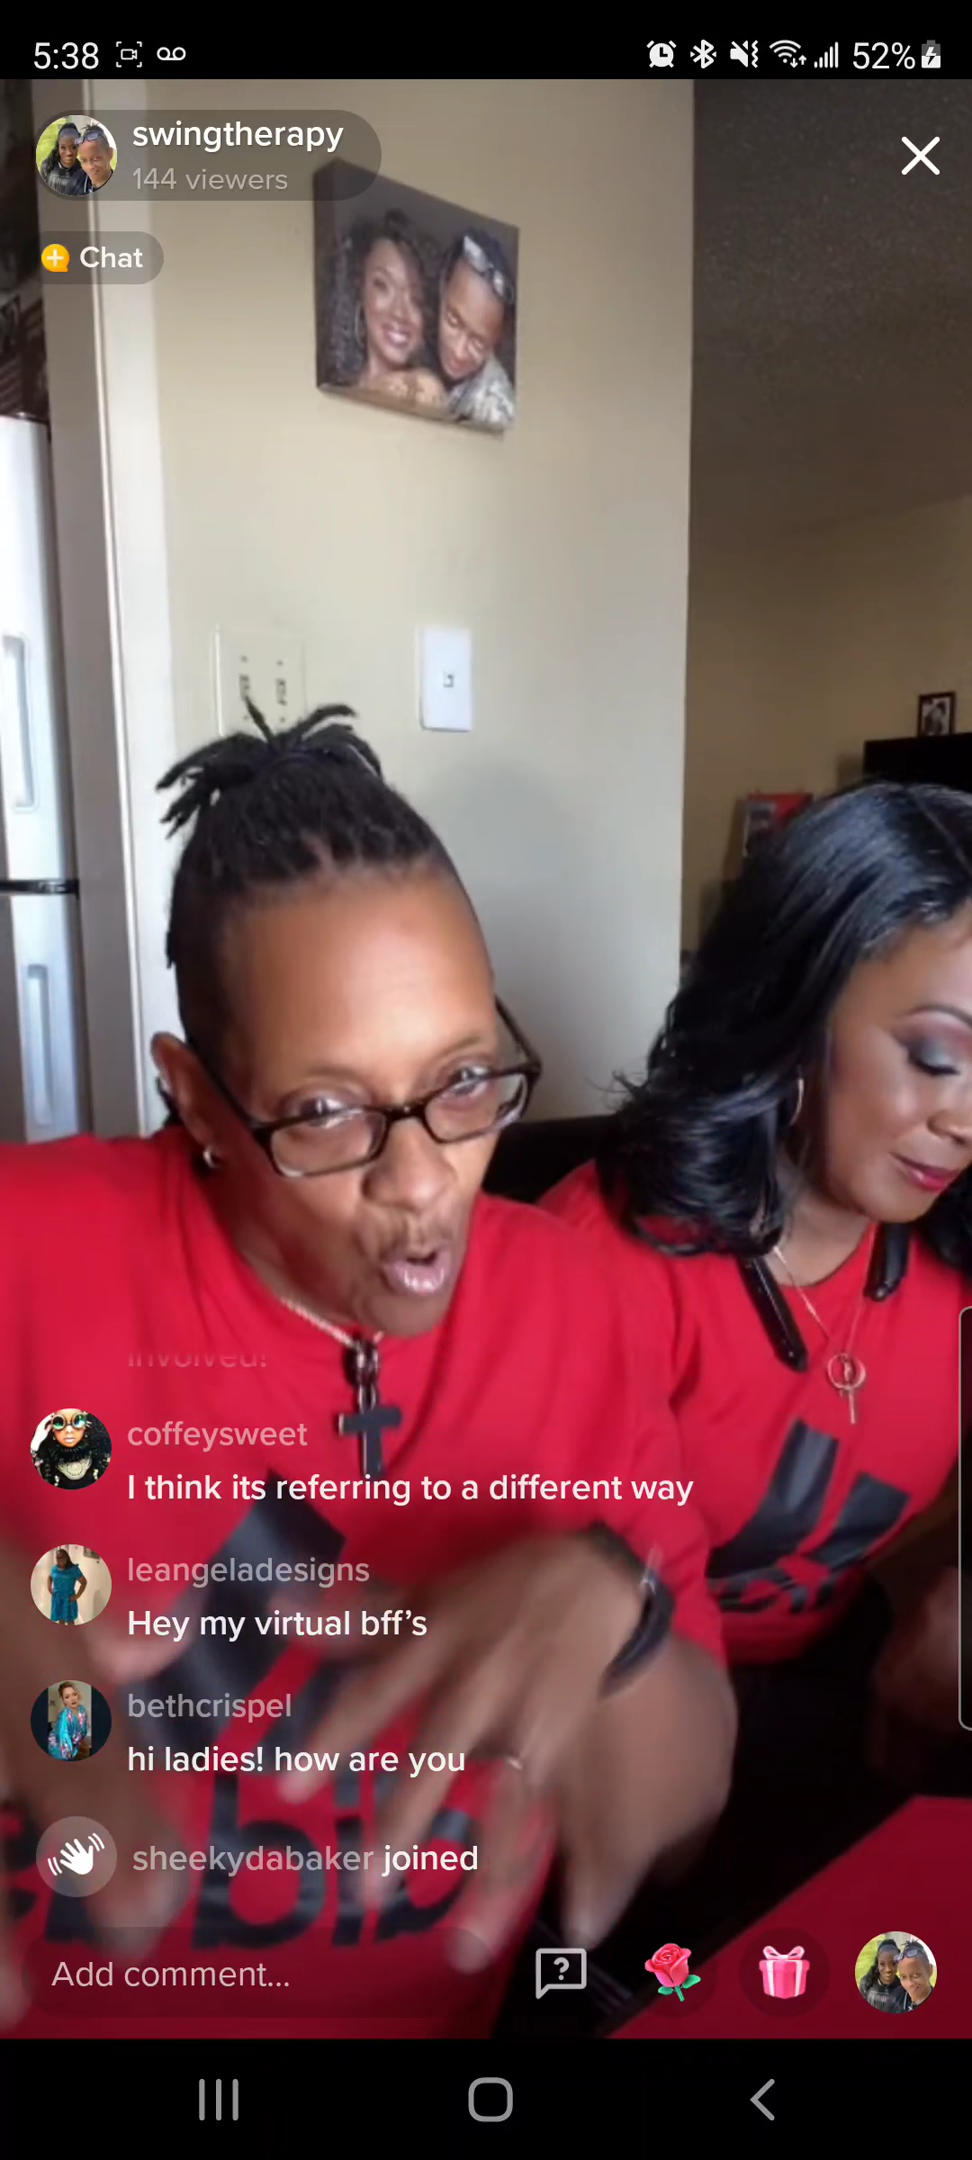 5:38
52%
swingtherapy
144 viewers
Chat
involved!
coffeysweet
I think its referring to a different way
leangeladesigns
Hey my virtual bff’s
bethcrispel
hi ladies! how are you
sheekydabaker joined
Add comment...